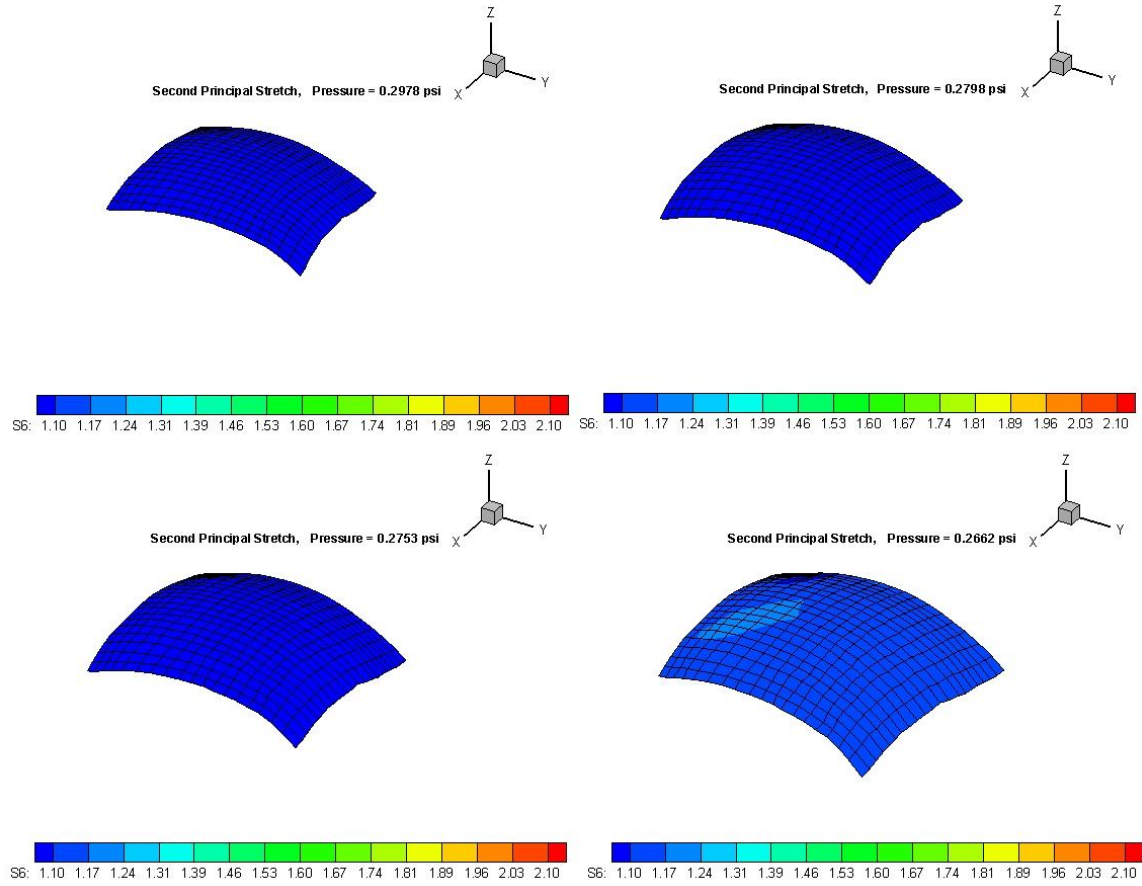 Z
Y
X
Second Principal Stretch, Pressure = 0.2978 psi
S6: 1.10 1.17 1.24 1.31 1.39 1.46 1.53 1.60 1.67 1.74 1.81 1.89 1.96 2.03 2.10
Z
Y
X
Second Principal Stretch, Pressure = 0.2798 psi
S6: 1.10 1.17 1.24 1.31 1.39 1.46 1.53 1.60 1.67 1.74 1.81 1.89 1.96 2.03 2.10
Z
Y
X
Second Principal Stretch, Pressure = 0.2753 psi
S6: 1.10 1.17 1.24 1.31 1.39 1.46 1.53 1.60 1.67 1.74 1.81 1.89 1.96 2.03 2.10
Z
Y
X
Second Principal Stretch, Pressure = 0.2662 psi
S6: 1.10 1.17 1.24 1.31 1.39 1.46 1.53 1.60 1.67 1.74 1.81 1.89 1.96 2.03 2.10